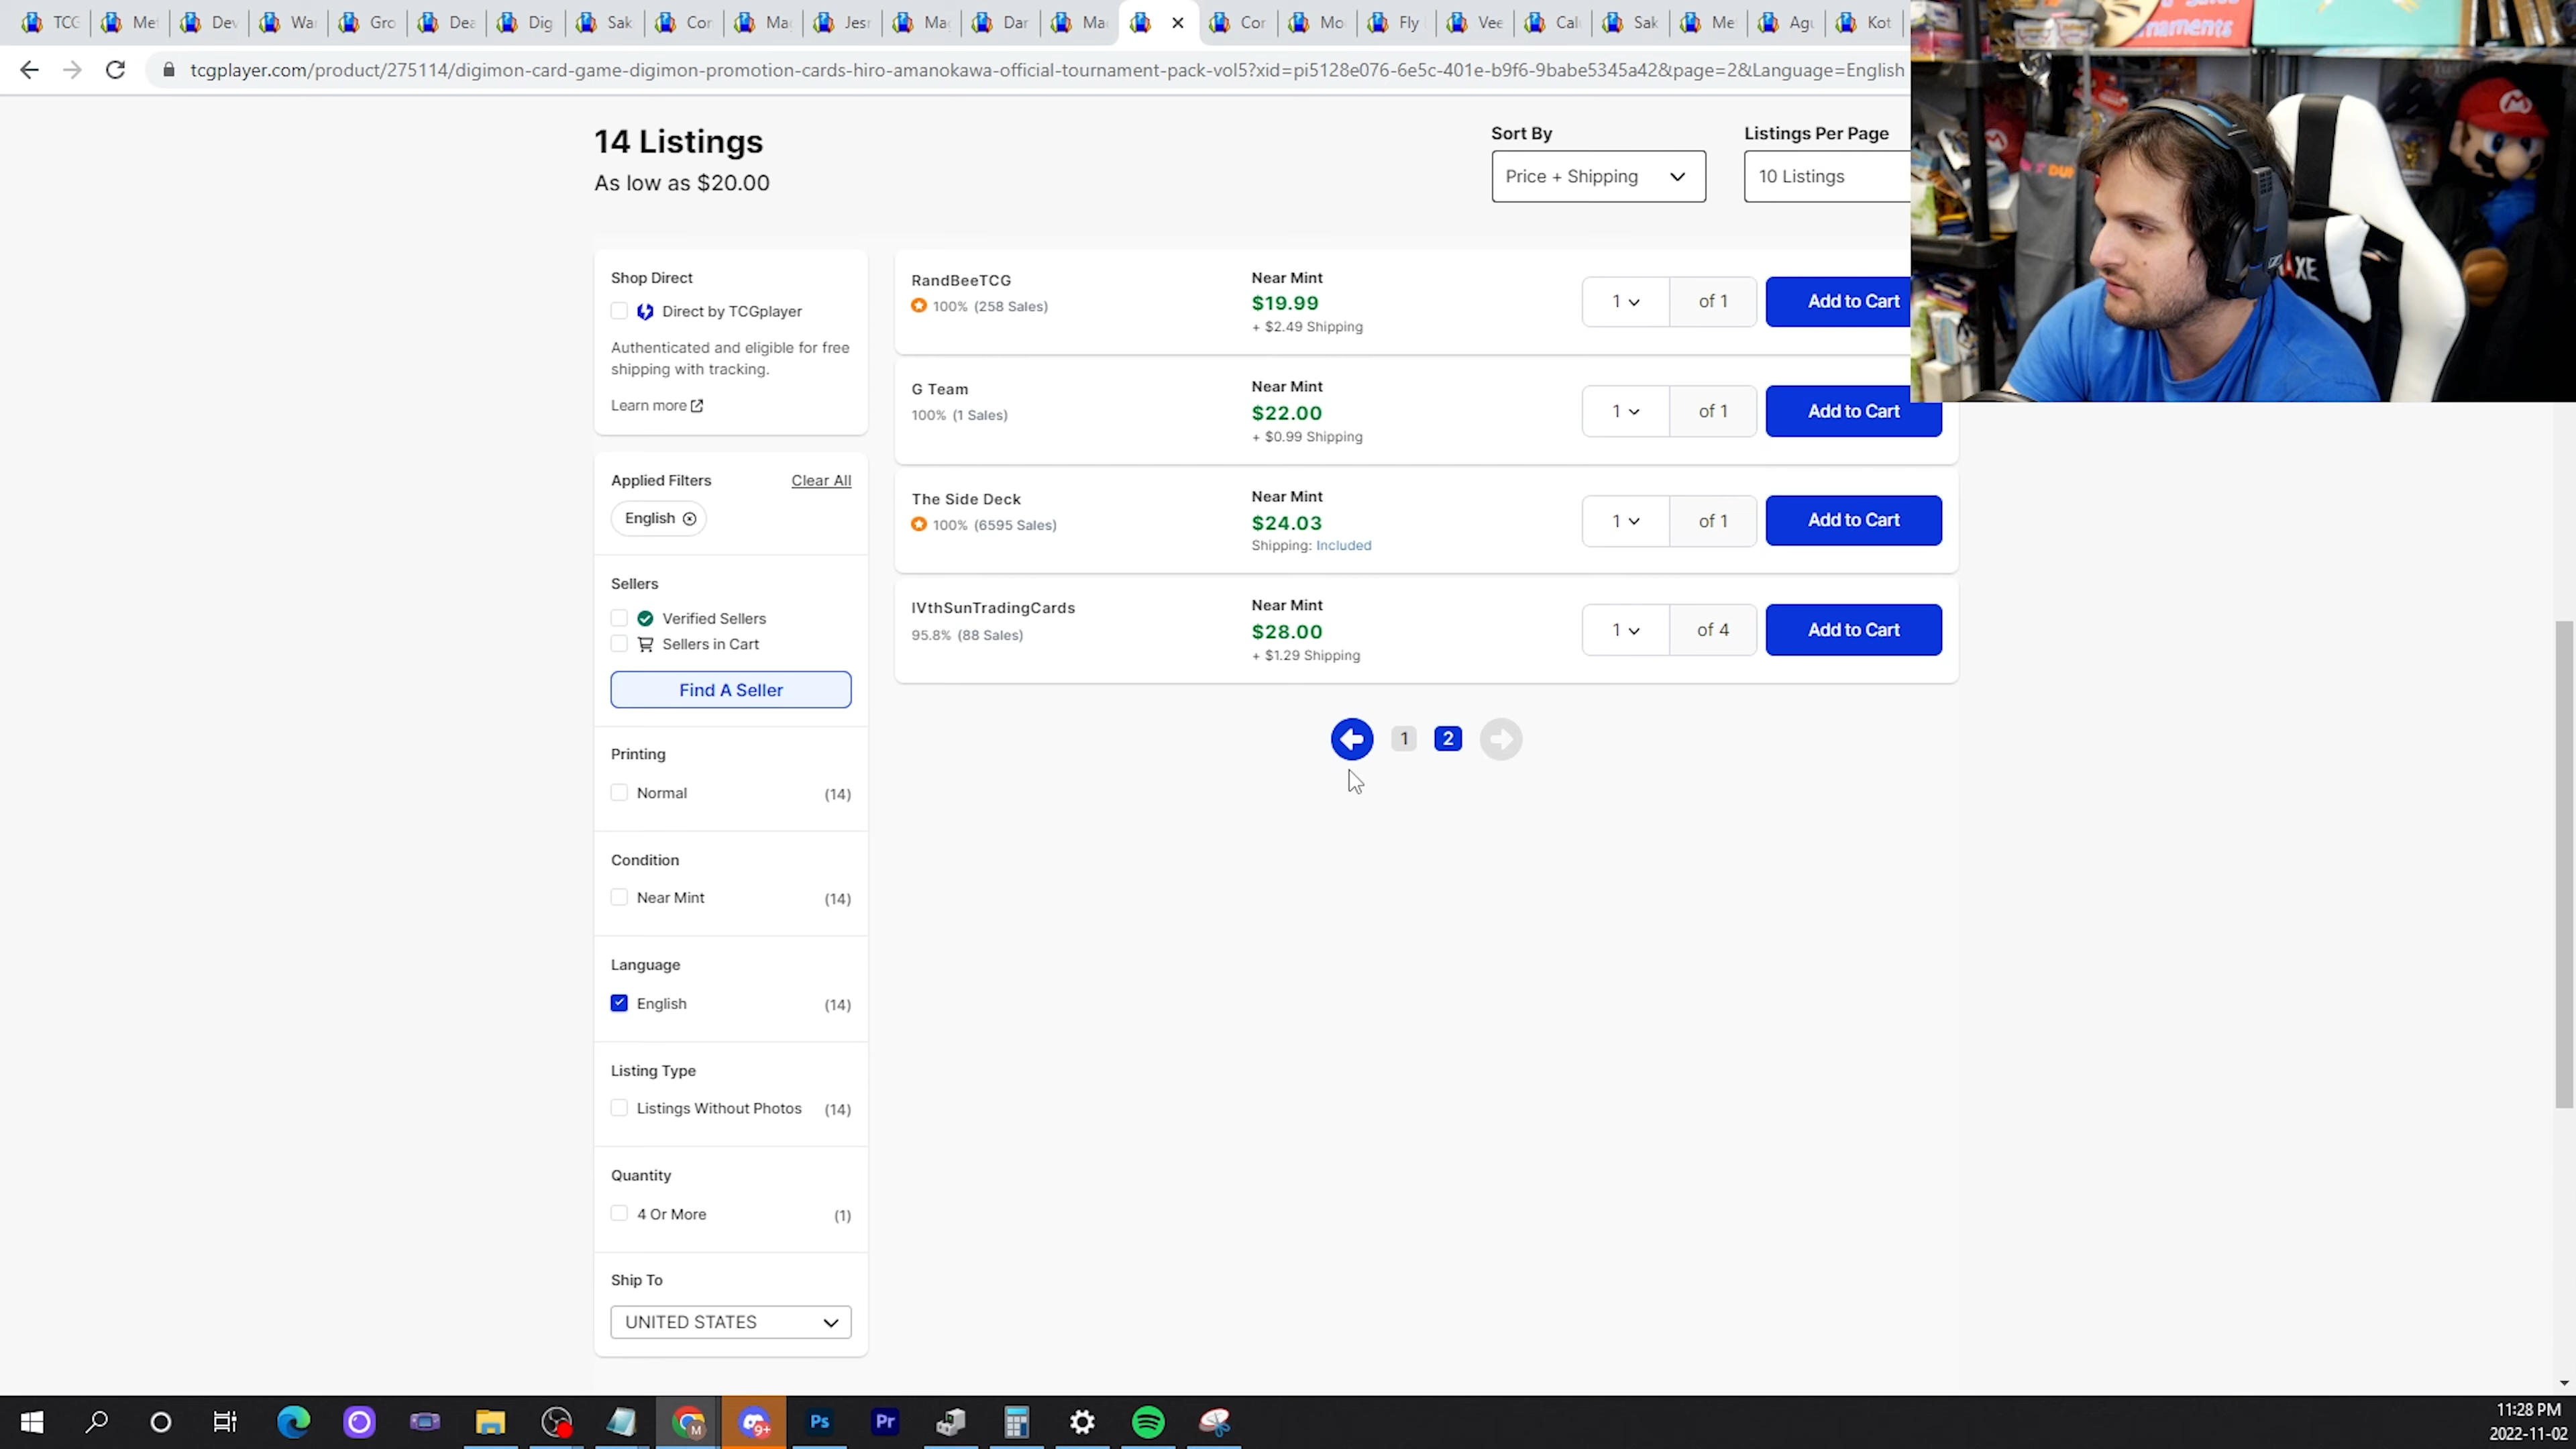 TCG
Met
Dev
War
Gro
Dea
Dig
Sak
Cor
Mag
Jesr
Mag
Dar
Mac
Cor
Mo
Fly
Vee
Cal
Sak
Me
Agu
Kot
tcgplayer.com/product/275114/digimon-card-game-digimon-promotion-cards-hiro-amanokawa-official-tournament-pack-vol5?xid=pi5128e076-6e5c-401e-b9f6-9babe5345a42&page=2&Language=English
14 Listings
As low as $20.00
Sort By
Price + Shipping
Listings Per Page
10 Listings
Shop Direct
Direct by TCGplayer
Authenticated and eligible for free
shipping with tracking.
Learn more
Applied Filters
Clear All
English
Sellers
Verified Sellers
Sellers in Cart
Find A Seller
Printing
Normal (14)
Condition
Near Mint (14)
Language
English (14)
Listing Type
Listings Without Photos (14)
Quantity
4 Or More (1)
Ship To
UNITED STATES
RandBeeTCG
100% (258 Sales)
Near Mint
$19.99
+ $2.49 Shipping
1 of 1
Add to Cart
G Team
100% (1 Sales)
Near Mint
$22.00
+ $0.99 Shipping
1 of 1
Add to Cart
The Side Deck
100% (6595 Sales)
Near Mint
$24.03
Shipping: Included
1 of 1
Add to Cart
IVthSunTradingCards
95.8% (88 Sales)
Near Mint
$28.00
+ $1.29 Shipping
1 of 4
Add to Cart
1 2
naments
XE
M
9+
Ps
Pr
11:28 PM
2022-11-02